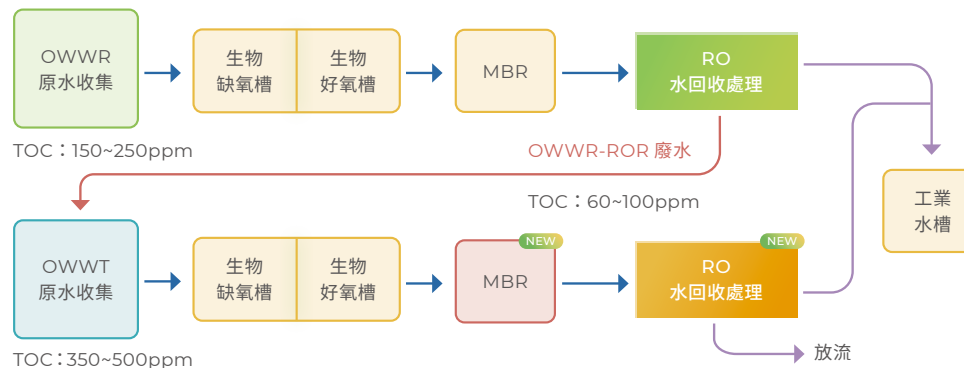 OWWR
原水收集
生物
缺氧槽
生物
好氧槽
MBR
RO
水回收處理
TOC：150~250ppm
OWWR-ROR 廢水
TOC：60~100ppm
工業
水槽
OWWT
原水收集
生物
缺氧槽
生物
好氧槽
NEW
MBR
NEW
RO
水回收處理
放流
TOC：350~500ppm